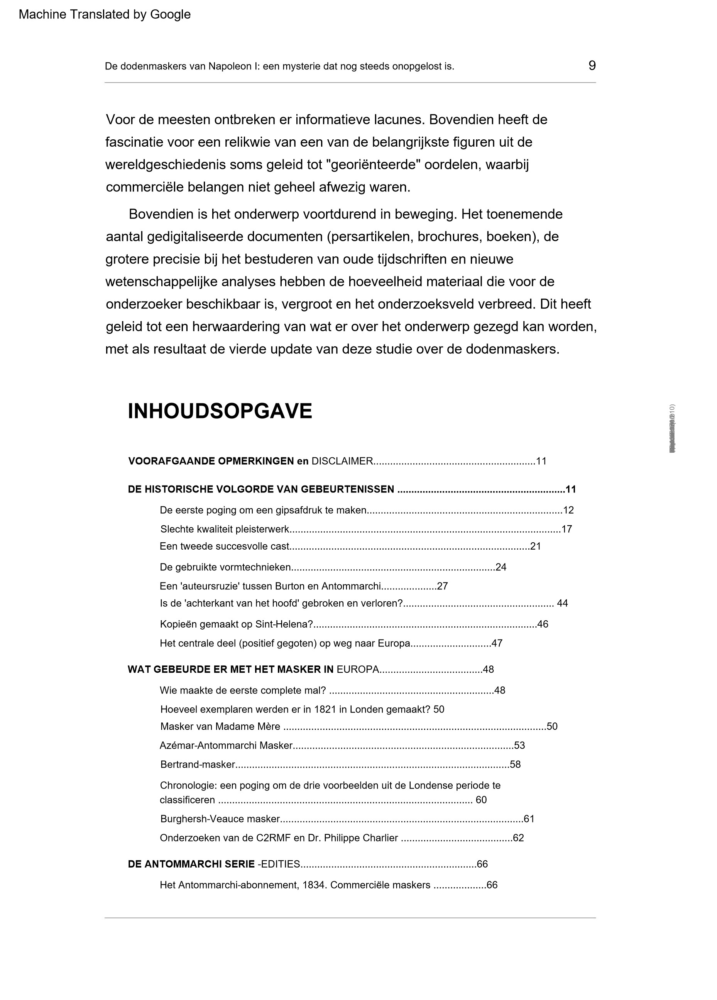 Machine Translated by Google
De dodenmaskers van Napoleon I: een mysterie dat nog steeds onopgelost is. 9
Voor de meesten ontbreken er informatieve lacunes. Bovendien heeft de
fascinatie voor een relikwie van een van de belangrijkste figuren uit de
wereldgeschiedenis soms geleid tot "georiënteerde" oordelen, waarbij
commerciële belangen niet geheel afwezig waren.
Bovendien is het onderwerp voortdurend in beweging. Het toenemende
aantal gedigitaliseerde documenten (persartikelen, brochures, boeken), de
grotere precisie bij het bestuderen van oude tijdschriften en nieuwe
wetenschappelijke analyses hebben de hoeveelheid materiaal die voor de
onderzoeker beschikbaar is, vergroot en het onderzoeksveld verbreed. Dit heeft
geleid tot een herwaardering van wat er over het onderwerp gezegd kan worden,
met als resultaat de vierde update van deze studie over de dodenmaskers.
INHOUDSOPGAVE
VOORAFGAANDE OPMERKINGEN en DISCLAIMER..........................................................11
DE HISTORISCHE VOLGORDE VAN GEBEURTENISSEN ............................................................11
De eerste poging om een gipsafdruk te maken......................................................................12
Slechte kwaliteit pleisterwerk.................................................................................................17
Een tweede succesvolle cast......................................................................................21
De gebruikte vormtechnieken.........................................................................24
Een 'auteursruzie' tussen Burton en Antommarchi....................27
Is de 'achterkant van het hoofd' gebroken en verloren?...................................................... 44
Kopieën gemaakt op Sint-Helena?................................................................................46
Het centrale deel (positief gegoten) op weg naar Europa.............................47
WAT GEBEURDE ER MET HET MASKER IN EUROPA.....................................48
Wie maakte de eerste complete mal? ...........................................................48
Hoeveel exemplaren werden er in 1821 in Londen gemaakt? 50
Masker van Madame Mère ..............................................................................................50
Azémar-Antommarchi Masker...............................................................................53
Bertrand-masker..................................................................................................58
Chronologie: een poging om de drie voorbeelden uit de Londense periode te
classificeren ........................................................................................... 60
Burghersh-Veauce masker.......................................................................................61
Onderzoeken van de C2RMF en Dr. Philippe Charlier ........................................62
DE ANTOMMARCHI SERIE -EDITIES...............................................................66
Het Antommarchi-abonnement, 1834. Commerciële maskers ...................66